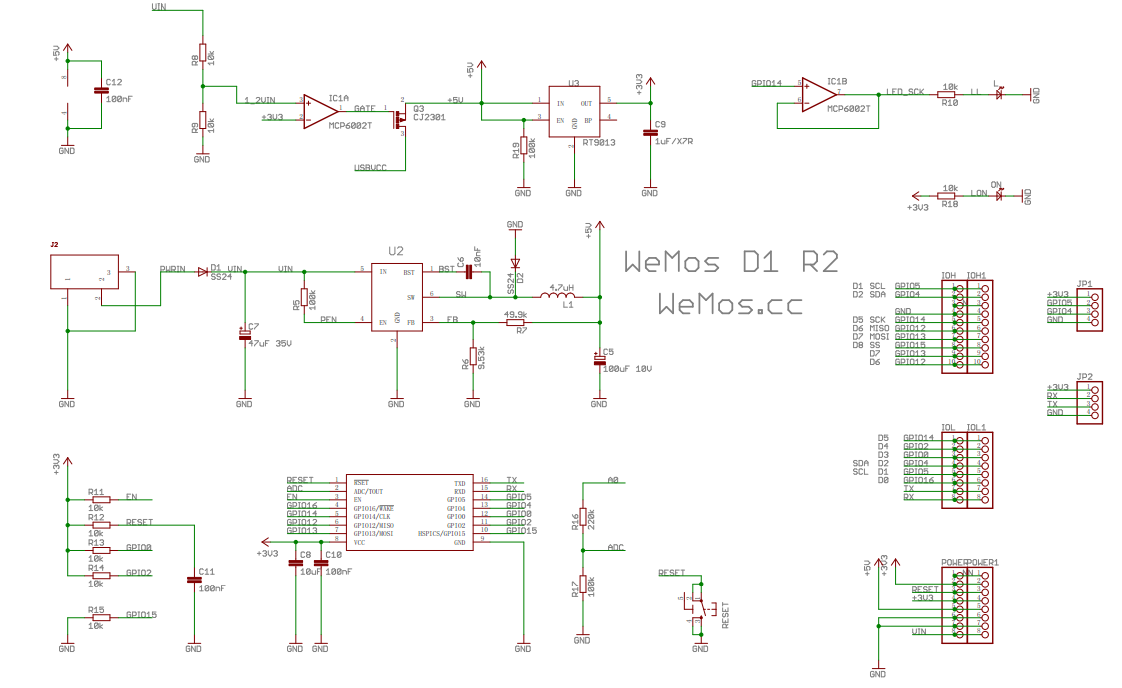 VIN
+5V
C12
100nF
GND
R8
10k
R9
10k
GND
1_2VIN
+3V3
IC1A
MCP6002T
GATE
Q3
CJ2301
USBVCC
+5V
+5V
U3
IN
OUT
EN
GND
BP
RT9013
R19
100k
GND
GND
+3V3
C9
1uF/X7R
GND
GPIO14
IC1B
MCP6002T
LED_SCK
10k
R10
LL
L
GND
+3V3
10k
R18
LON
ON
GND
J2
PWRIN
D1
SS24
VIN
VIN
C7
47uF 35V
GND
GND
R5
100k
PEN
U2
IN
BST
SW
EN
GND
FB
GND
BST
C6
10nF
GND
SS24
D2
SW
4.7uH
L1
+5V
FB
49.9k
R7
R6
9.53k
GND
C5
100uF 10V
GND
WeMos D1 R2
WeMos.cc
IOH IOH1
D1 SCL GPIO5
D2 SDA GPIO4
GND
D5 SCK GPIO14
D6 MISO GPIO12
D7 MOSI GPIO13
D8 SS GPIO15
D7 GPIO13
D6 GPIO12
JP1
+3V3
GPIO5
GPIO4
GND
JP2
+3V3
RX
TX
GND
IOL IOL1
D5 GPIO14
D4 GPIO2
D3 GPIO0
SDA D2 GPIO4
SCL D1 GPIO5
D0 GPIO16
TX
RX
+3V3
R11
10k
EN
R12
10k
RESET
R13
10k
GPIO0
R14
10k
GPIO2
R15
10k
GPIO15
GND
C11
100nF
GND
RESET
ADC
EN
GPIO16
GPIO14
GPIO12
GPIO13
+3V3
RSET
ADC/TOUT
EN
GPIO16/WAKE
GPIO14/CLK
GPIO12/MISO
GPIO13/MOSI
VCC
TXD
RXD
GPIO5
GPIO4
GPIO0
GPIO2
HSPICS/GPIO15
GND
TX
RX
GPIO5
GPIO4
GPIO0
GPIO2
GPIO15
C8
10uF
C10
100nF
GND
GND
GND
A0
R16
220k
ADC
R17
100k
GND
RESET
RESET
GND
+5V
+3V3
POWER POWER1
RESET
+3V3
VIN
GND